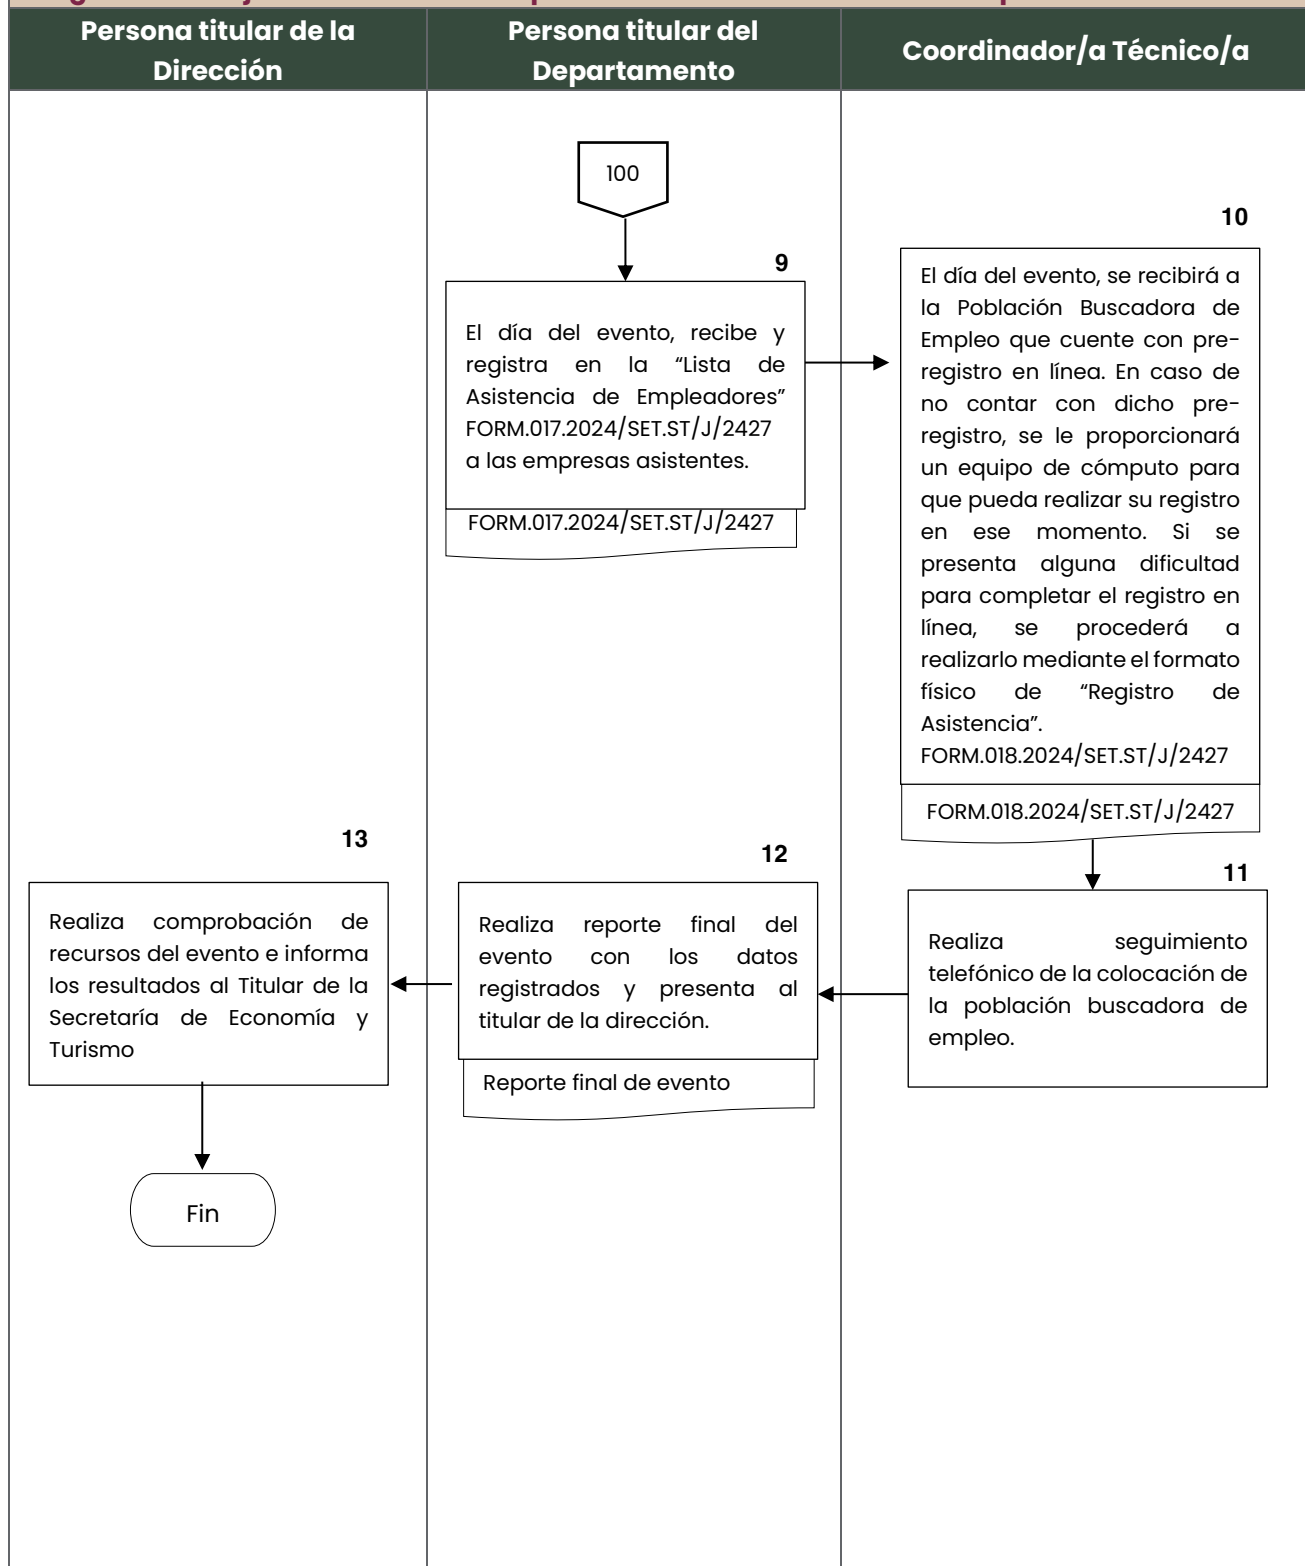 Persona titular de la
Dirección
Persona titular del
Departamento
Coordinador/a Técnico/a
100
9
El día del evento, recibe y
registra en la “Lista de
Asistencia de Empleadores”
FORM.017.2024/SET.ST/J/2427
a las empresas asistentes.
FORM.017.2024/SET.ST/J/2427
10
El día del evento, se recibirá a
la Población Buscadora de
Empleo que cuente con pre-
registro en línea. En caso de
no contar con dicho pre-
registro, se le proporcionará
un equipo de cómputo para
que pueda realizar su registro
en ese momento. Si se
presenta alguna dificultad
para completar el registro en
línea, se procederá a
realizarlo mediante el formato
físico de “Registro de
Asistencia”.
FORM.018.2024/SET.ST/J/2427
FORM.018.2024/SET.ST/J/2427
11
Realiza seguimiento
telefónico de la colocación de
la población buscadora de
empleo.
12
Realiza reporte final del
evento con los datos
registrados y presenta al
titular de la dirección.
Reporte final de evento
13
Realiza comprobación de
recursos del evento e informa
los resultados al Titular de la
Secretaría de Economía y
Turismo
Fin